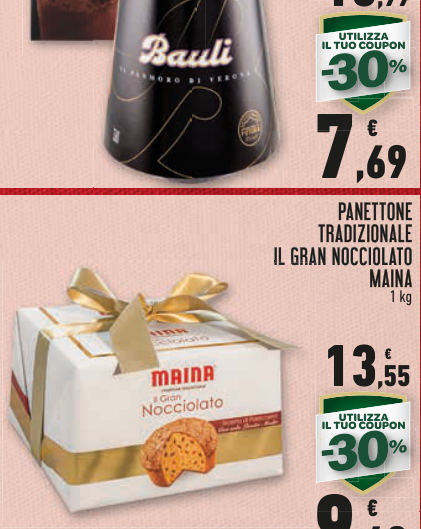 Bauli
IL PANDORO DI VERONA
UTILIZZA
IL TUO COUPON
-30%
€
7,69
PANETTONE
TRADIZIONALE
IL GRAN NOCCIOLATO
MAINA
1 kg
MAINA
il Gran
Nocciolato
€
13,55
UTILIZZA
IL TUO COUPON
-30%
€